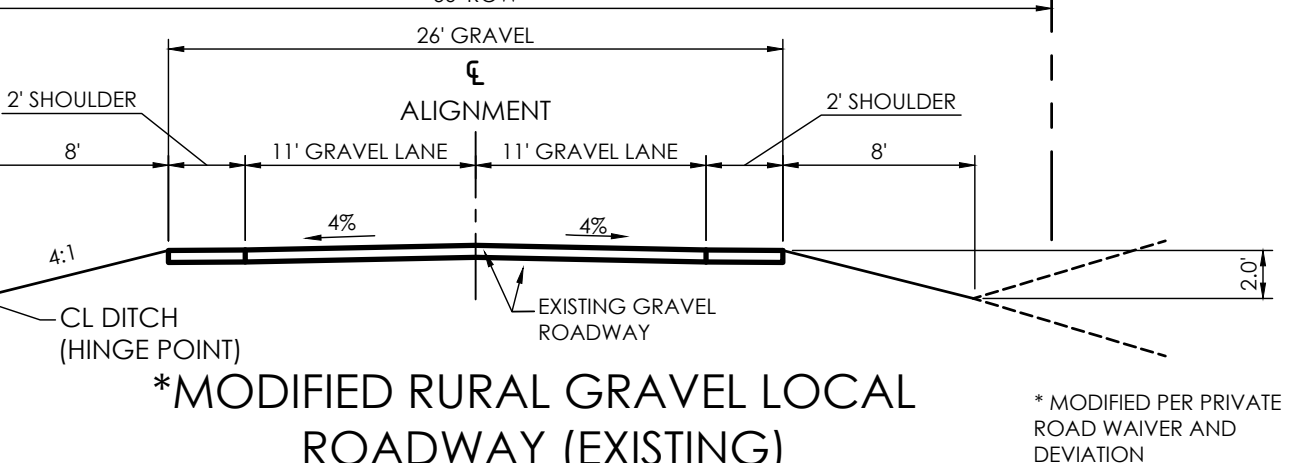 26' GRAVEL
℄
ALIGNMENT
2' SHOULDER
2' SHOULDER
8'
11' GRAVEL LANE
11' GRAVEL LANE
8'
4%
4%
4:1
2.0'
CL DITCH
(HINGE POINT)
EXISTING GRAVEL
ROADWAY
*MODIFIED RURAL GRAVEL LOCAL
ROADWAY (EXISTING)
* MODIFIED PER PRIVATE
ROAD WAIVER AND
DEVIATION